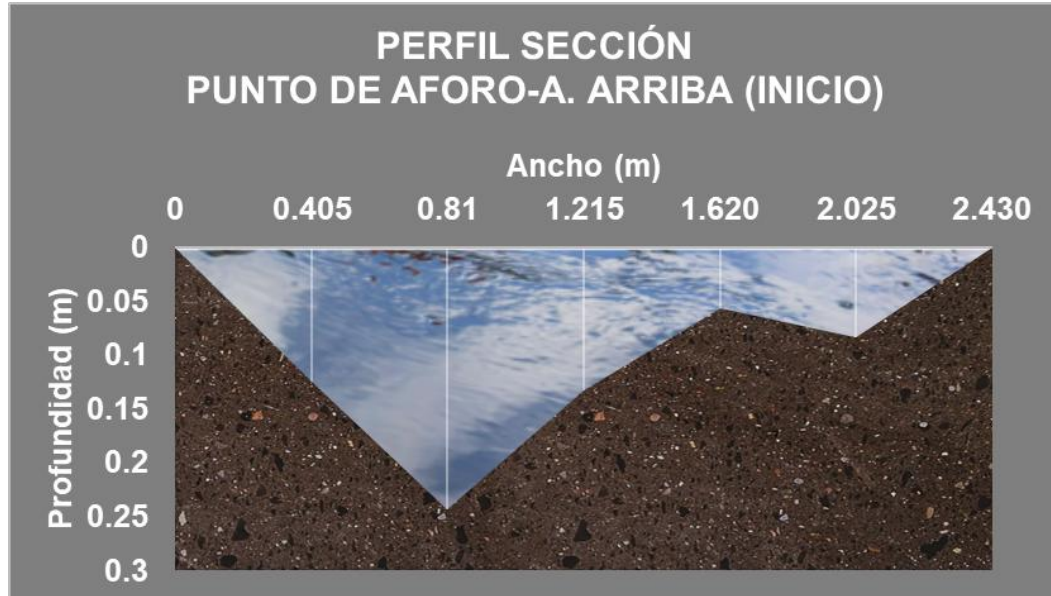 PERFIL SECCIÓN
PUNTO DE AFORO-A. ARRIBA (INICIO)
Ancho (m)
0 0.405 0.81 1.215 1.620 2.025 2.430
Profundidad (m)
0
0.05
0.1
0.15
0.2
0.25
0.3